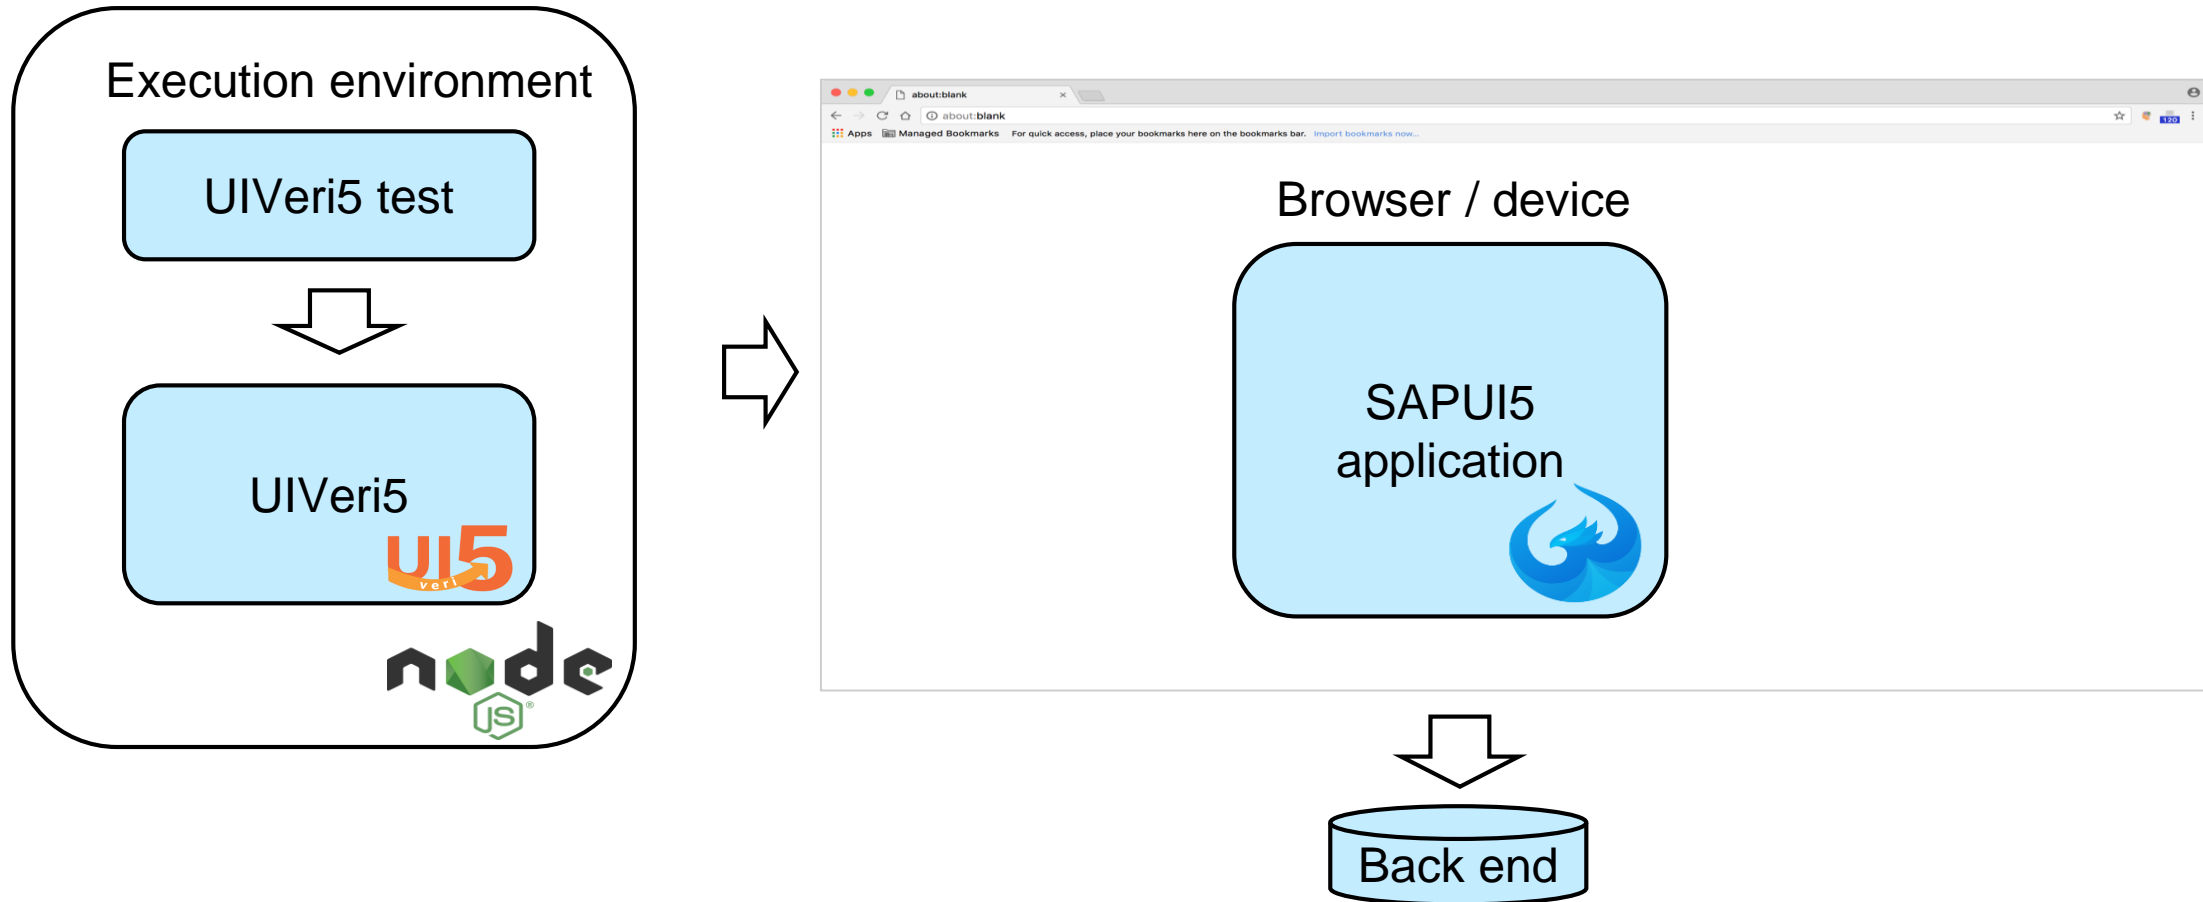 Execution environment
UIVeri5 test
UIVeri5
UI5
veri
node
JS®
about:blank
about:blank
Apps Managed Bookmarks For quick access, place your bookmarks here on the bookmarks bar. Import bookmarks now...
120
Browser / device
SAPUI5
application
Back end